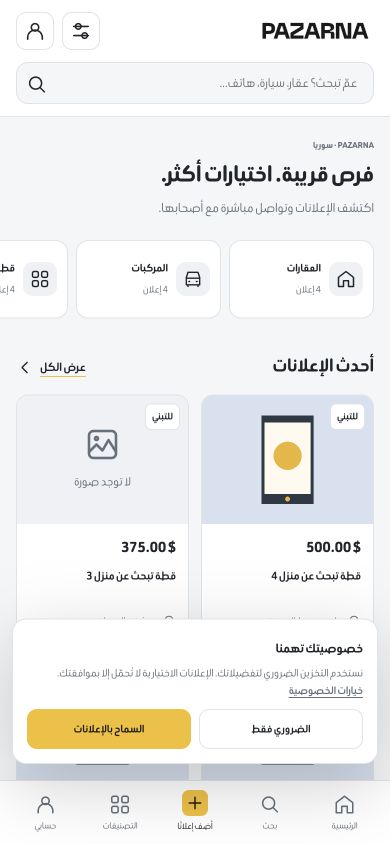 PAZARNA
عمّ تبحث؟ عقار، سيارة، هاتف...
PAZARNA · سوريا
فرص قريبة. اختيارات أكثر.
اكتشف الإعلانات وتواصل مباشرة مع أصحابها.
العقارات
4 إعلان
المركبات
4 إعلان
أحدث الإعلانات
عرض الكل
للتبني
500.00 $
قطة تبحث عن منزل 4
للتبني
لا توجد صورة
375.00 $
قطة تبحث عن منزل 3
خصوصيتك تهمنا
نستخدم التخزين الضروري لتفضيلاتك. الإعلانات الاختيارية لا تُحمّل إلا بموافقتك.
خيارات الخصوصية
الضروري فقط
السماح بالإعلانات
الرئيسية
بحث
أضف إعلانًا
التصنيفات
حسابي